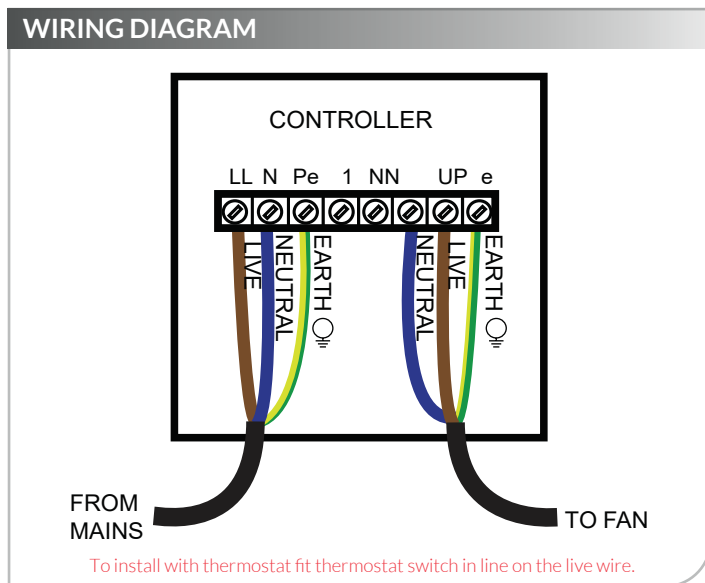 WIRING DIAGRAM
CONTROLLER
LL N Pe 1 NN UP e
LIVE
NEUTRAL
EARTH
NEUTRAL
LIVE
EARTH
FROM
MAINS
TO FAN
To install with thermostat fit thermostat switch in line on the live wire.